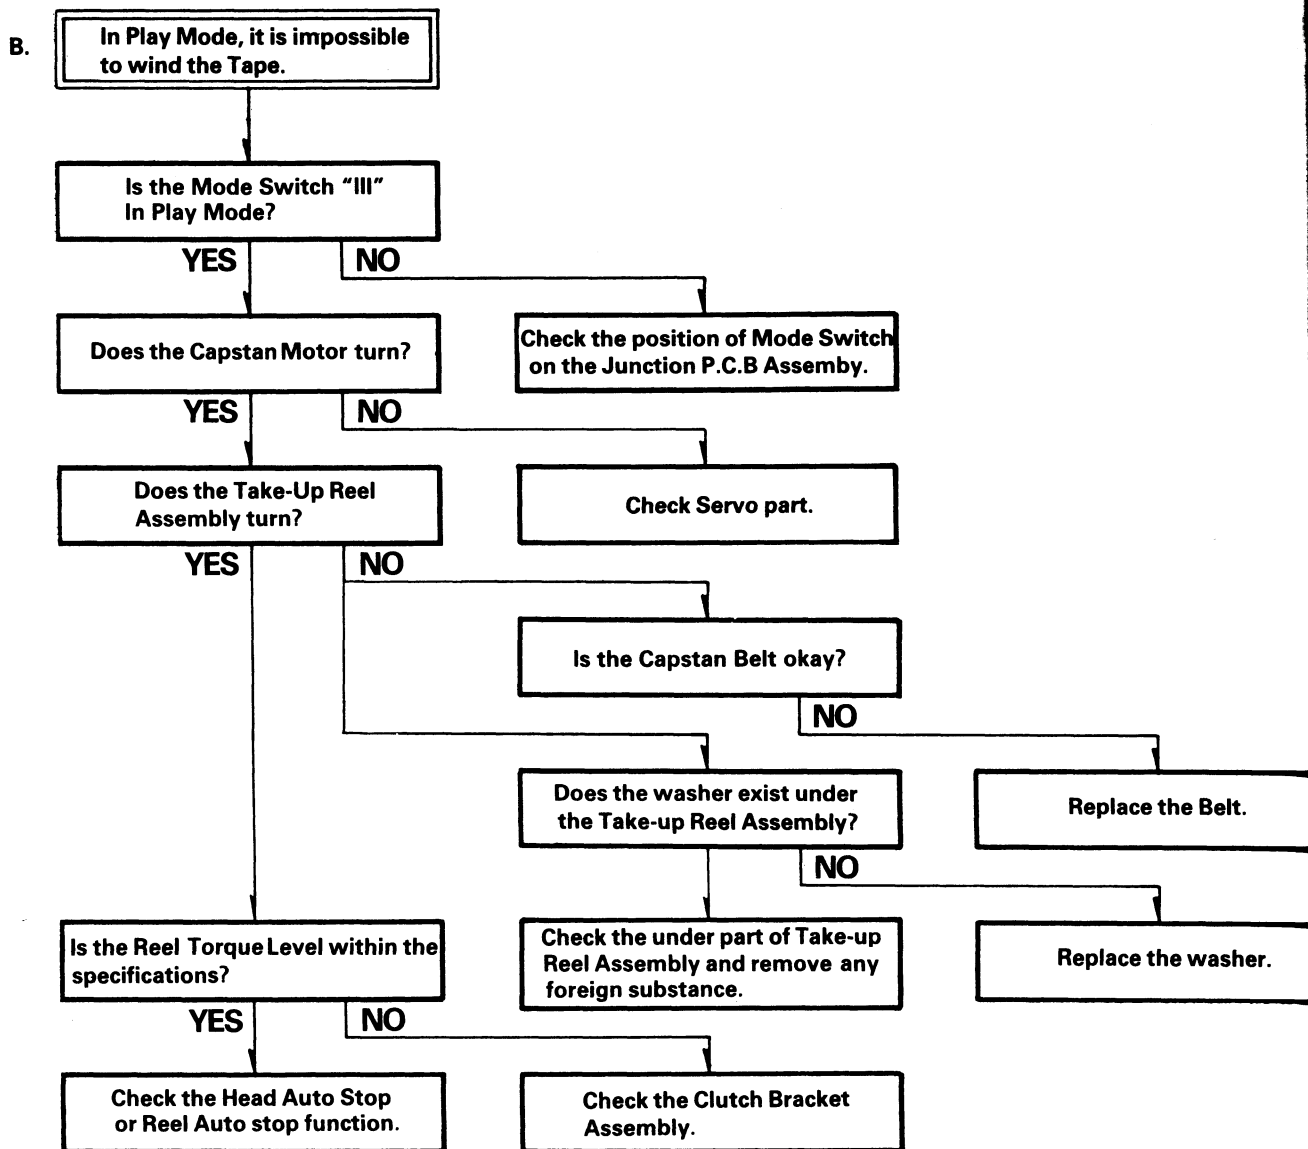 B.
In Play Mode, it is impossible
to wind the Tape.
Is the Mode Switch “III”
In Play Mode?
YES
NO
Does the Capstan Motor turn?
Check the position of Mode Switch
on the Junction P.C.B Assemby.
YES
NO
Does the Take-Up Reel
Assembly turn?
Check Servo part.
YES
NO
Is the Capstan Belt okay?
NO
Does the washer exist under
the Take-up Reel Assembly?
Replace the Belt.
NO
Is the Reel Torque Level within the
specifications?
Check the under part of Take-up
Reel Assembly and remove any
foreign substance.
Replace the washer.
YES
NO
Check the Head Auto Stop
or Reel Auto stop function.
Check the Clutch Bracket
Assembly.